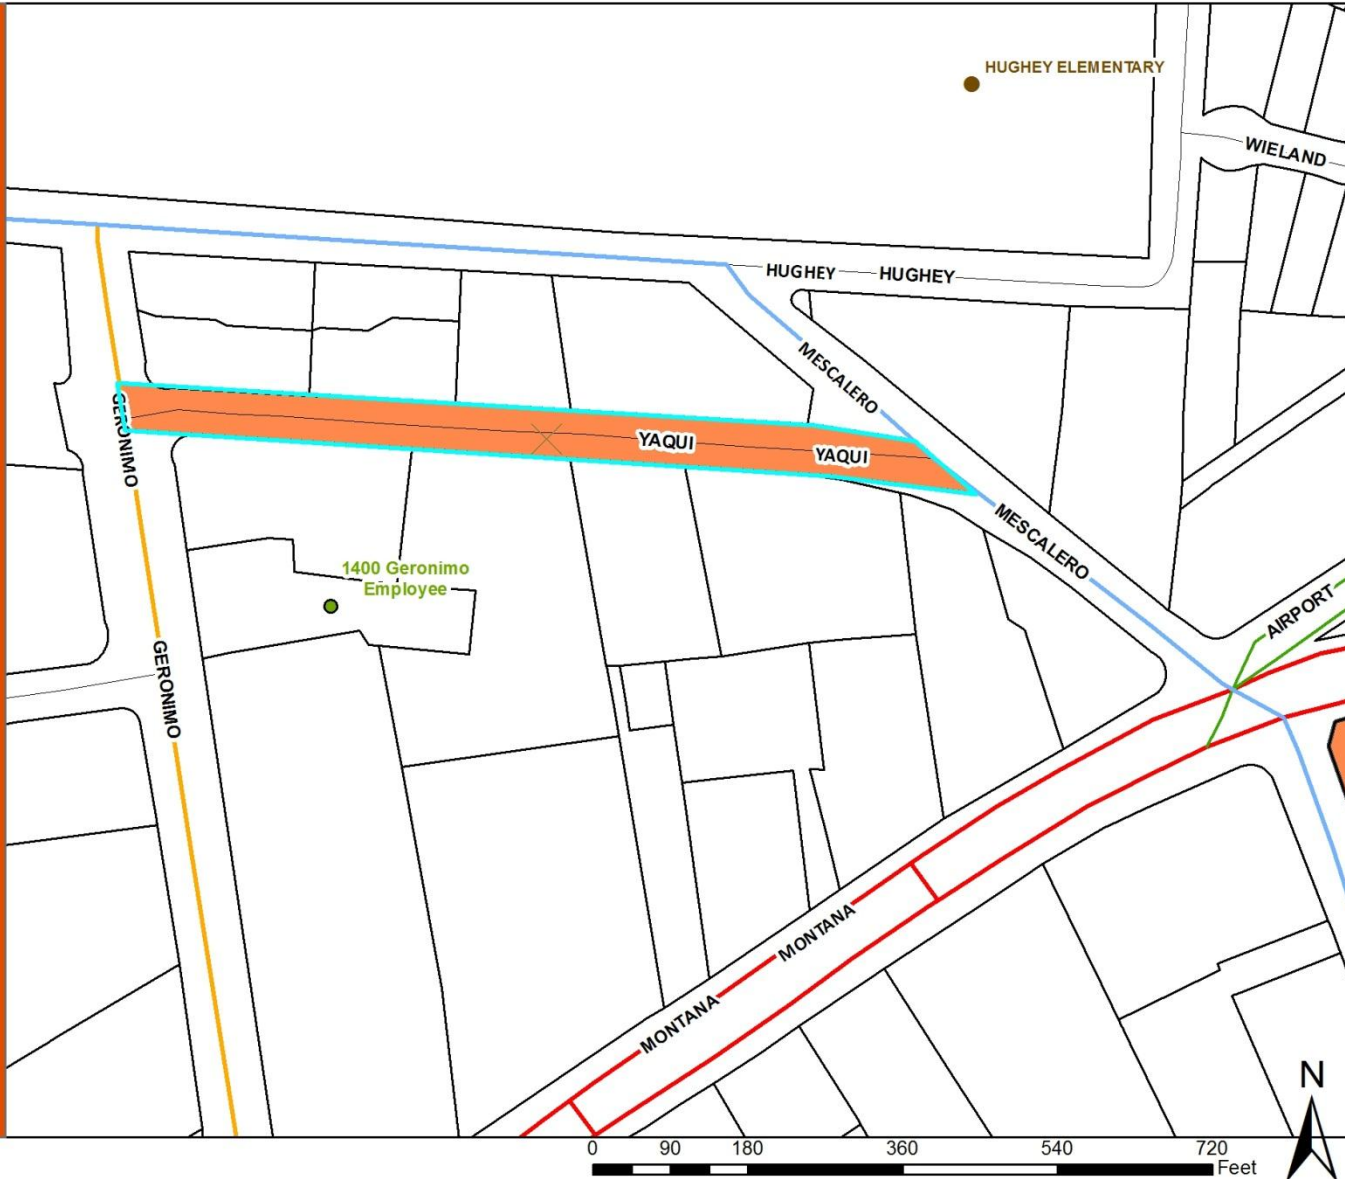 HUGHEY ELEMENTARY
WIELAND
HUGHEY HUGHEY
MESCALERO
GERONIMO
YAQUI
YAQUI
MESCALERO
1400 Geronimo
Employee
AIRPORT
GERONIMO
MONTANA
MONTANA
N
0 90 180 360 540 720
Feet